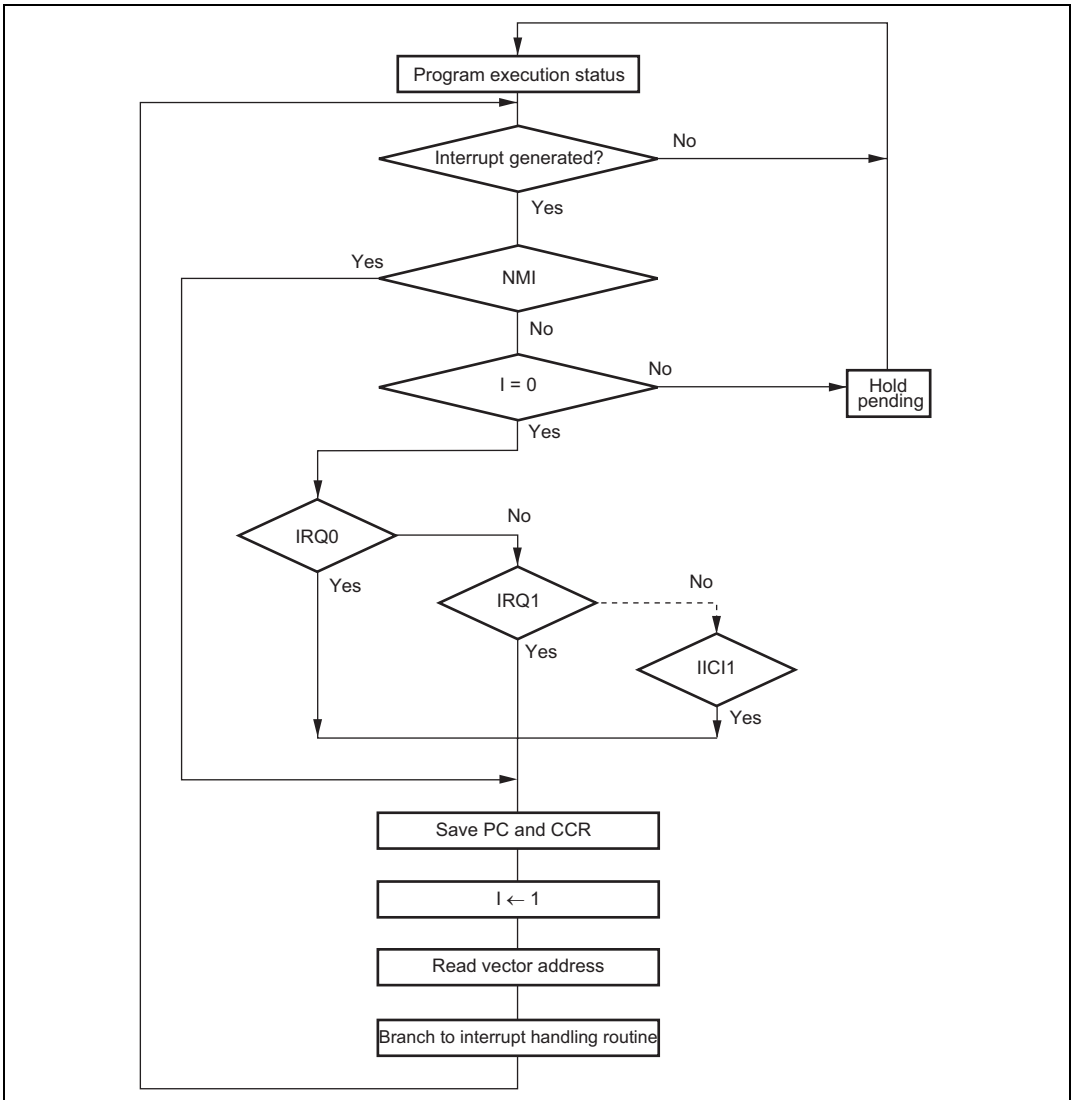 Program execution status
Interrupt generated?
No
Yes
Yes
NMI
No
I = 0
No
Hold
pending
Yes
IRQ0
No
Yes
IRQ1
No
Yes
IICI1
Yes
Save PC and CCR
I ← 1
Read vector address
Branch to interrupt handling routine